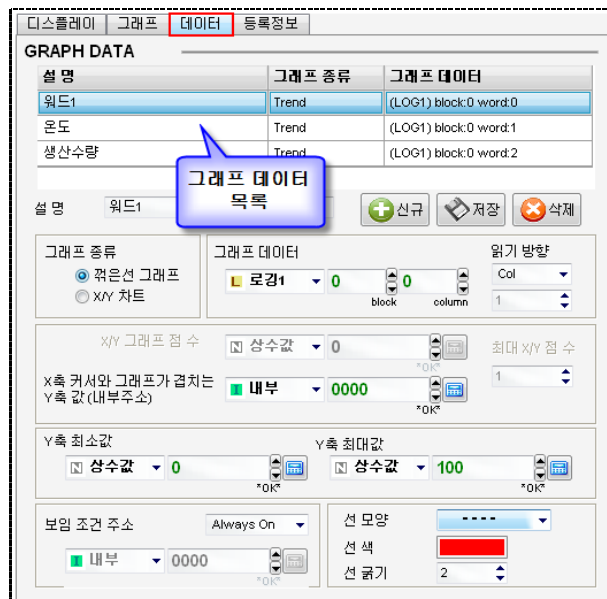 디스플레이 그래프 데이터 등록정보
GRAPH DATA
설 명 그래프 종류 그래프 데이터
워드1 Trend (LOG1) block:0 word:0
온도 Trend (LOG1) block:0 word:1
생산수량 Trend (LOG1) block:0 word:2
그래프 데이터
목록
설 명 워드1 신규 저장 삭제
그래프 종류 그래프 데이터 읽기 방향
꺾은선 그래프 L 로깅1 0 0 Col
X/Y 차트 block column 1
X/Y 그래프 점 수 N 상수값 0 최대 X/Y 점 수
*OK*
X축 커서와 그래프가 겹치는 I 내부 0000 1
Y축 값(내부주소) *OK*
Y축 최소값 Y축 최대값
N 상수값 0 N 상수값 100
*OK* *OK*
보임 조건 주소 Always On 선 모양 ----
I 내부 0000 선 색
*OK* 선 굵기 2